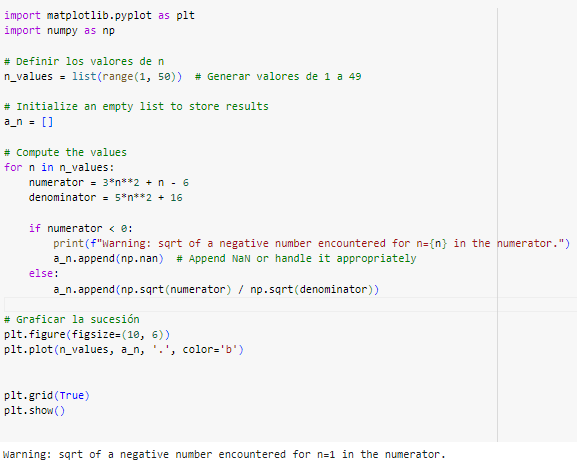 import matplotlib.pyplot as plt
import numpy as np
# Definir los valores de n
n_values = list(range(1, 50))  # Generar valores de 1 a 49
# Initialize an empty list to store results
a_n = []
# Compute the values
for n in n_values:
    numerator = 3*n**2 + n - 6
    denominator = 5*n**2 + 16
    if numerator < 0:
        print(f"Warning: sqrt of a negative number encountered for n={n} in the numerator.")
        a_n.append(np.nan)  # Append NaN or handle it appropriately
    else:
        a_n.append(np.sqrt(numerator) / np.sqrt(denominator))
# Graficar la sucesión
plt.figure(figsize=(10, 6))
plt.plot(n_values, a_n, '.', color='b')
plt.grid(True)
plt.show()
Warning: sqrt of a negative number encountered for n=1 in the numerator.